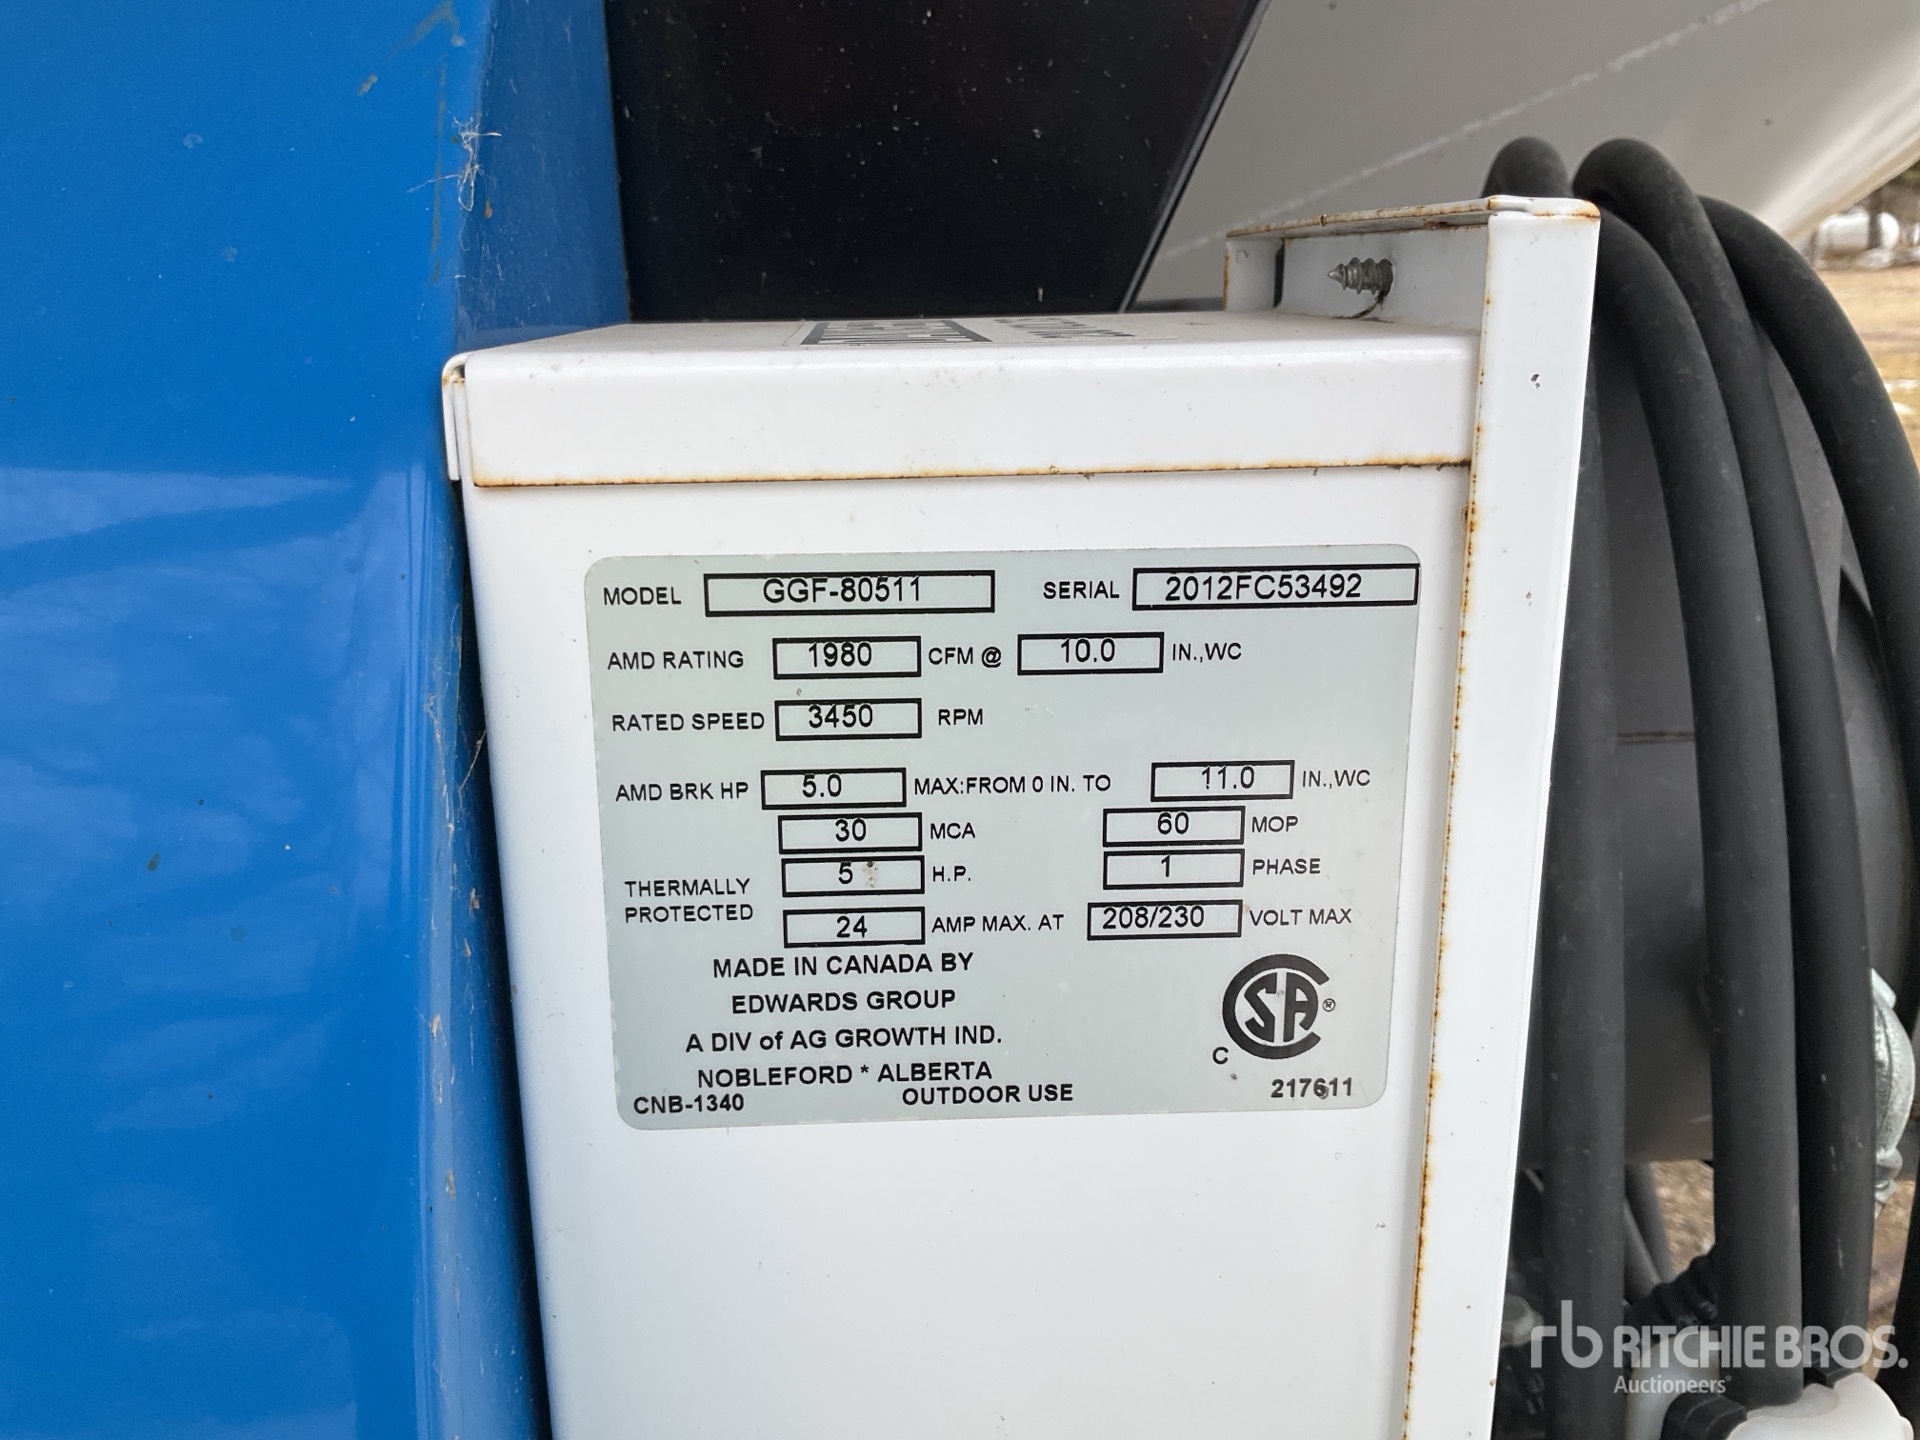 MODEL GGF-80511 SERIAL 2012FC53492
AMD RATING 1980 CFM @ 10.0 IN.,WC
RATED SPEED 3450 RPM
AMD BRK HP 5.0 MAX:FROM 0 IN. TO 11.0 IN.,WC
30 MCA 60 MOP
THERMALLY PROTECTED
5 H.P. 1 PHASE
24 AMP MAX. AT 208/230 VOLT MAX
MADE IN CANADA BY
EDWARDS GROUP
A DIV of AG GROWTH IND.
NOBLEFORD * ALBERTA
CNB-1340 OUTDOOR USE
C SA ®
217611
rb RITCHIE BROS.
Auctioneers